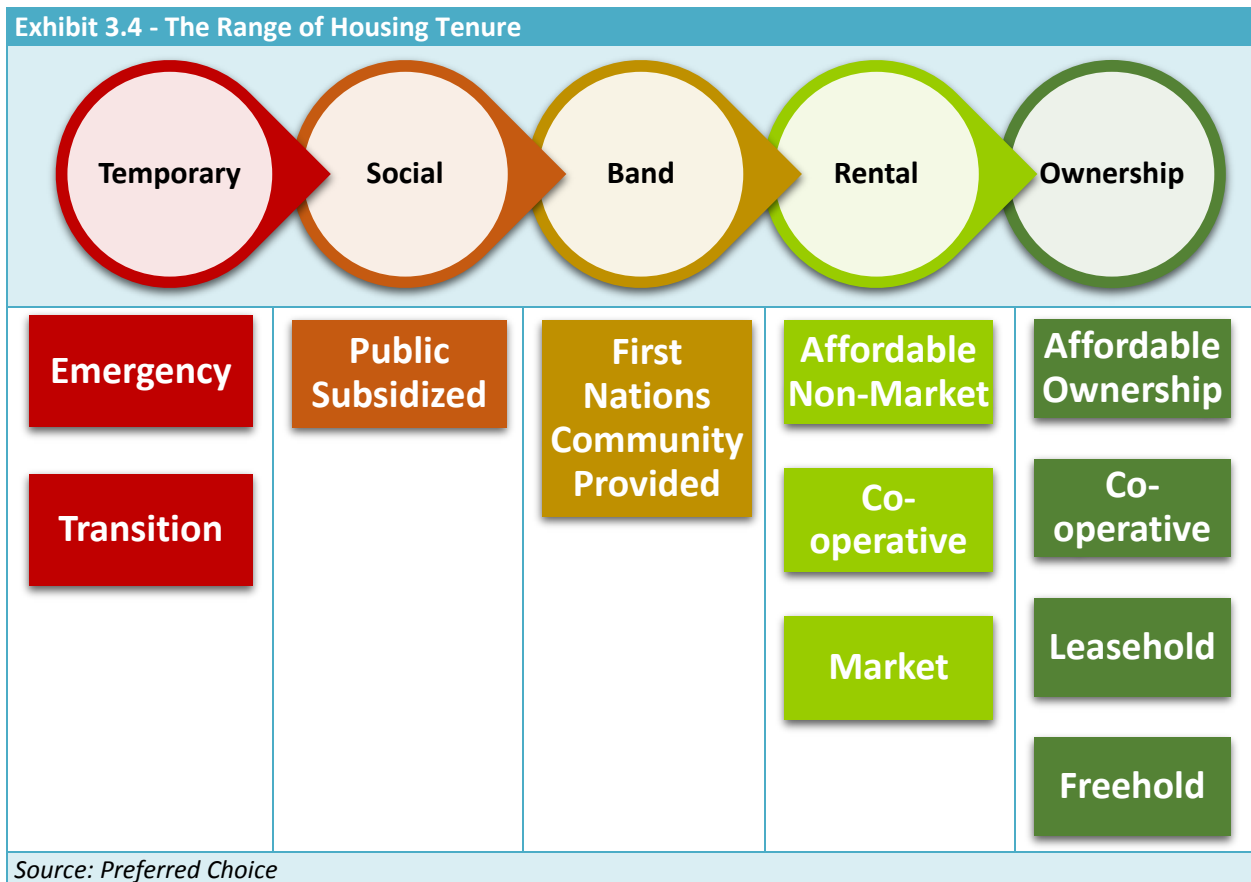 Exhibit 3.4 - The Range of Housing Tenure
Temporary
Social
Band
Rental
Ownership
Emergency
Transition
Public
Subsidized
First
Nations
Community
Provided
Affordable
Non-Market
Co-
operative
Market
Affordable
Ownership
Co-
operative
Leasehold
Freehold
Source: Preferred Choice